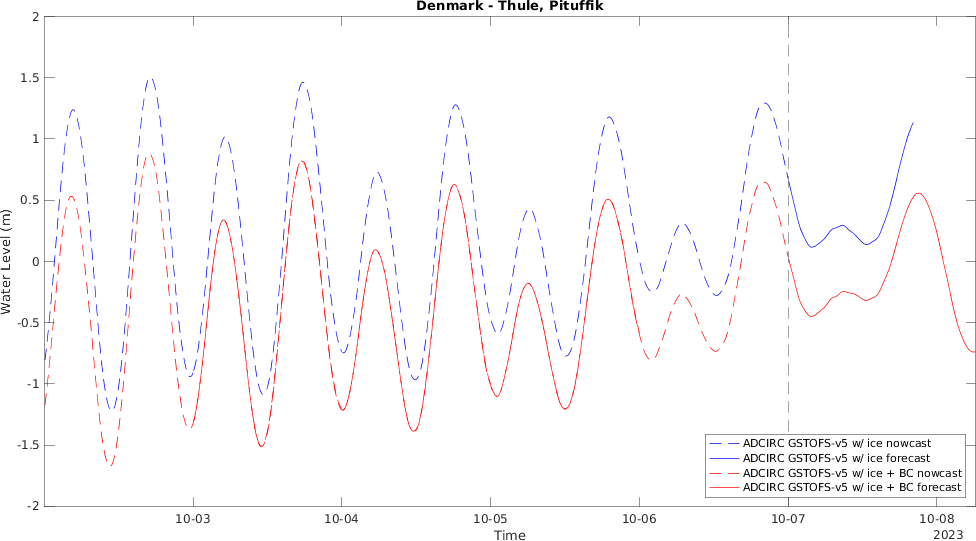 Denmark - Thule, Pituffik
2
1.5
1
0.5
0
-0.5
-1
-1.5
-2
Water Level (m)
10-03
10-04
10-05
10-06
10-07
10-08
Time
2023
ADCIRC GSTOFS-v5 w/ ice nowcast
ADCIRC GSTOFS-v5 w/ ice forecast
ADCIRC GSTOFS-v5 w/ ice + BC nowcast
ADCIRC GSTOFS-v5 w/ ice + BC forecast